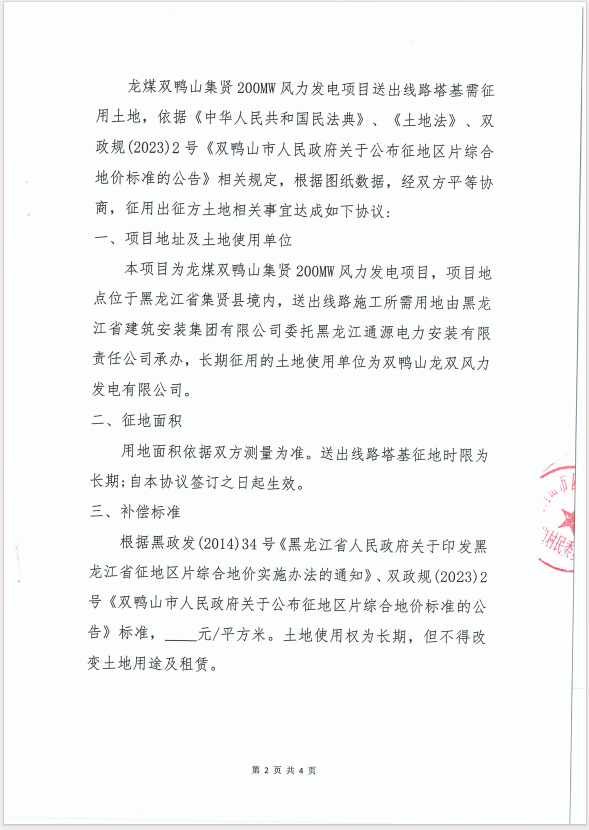 龙煤双鸭山集贤200MW风力发电项目送出线路塔基需征
用土地，依据《中华人民共和国民法典》、《土地法》、双
政规(2023)2号《双鸭山市人民政府关于公布征地区片综合
地价标准的公告》相关规定，根据图纸数据，经双方平等协
商，征用出征方土地相关事宜达成如下协议:
一、项目地址及土地使用单位
本项目为龙煤双鸭山集贤200MW风力发电项目，项目地
点位于黑龙江省集贤县境内，送出线路施工所需用地由黑龙
江省建筑安装集团有限公司委托黑龙江通源电力安装有限
责任公司承办，长期征用的土地使用单位为双鸭山龙双风力
发电有限公司。
二、征地面积
用地面积依据双方测量为准。送出线路塔基征地时限为
长期;自本协议签订之日起生效。
三、补偿标准
根据黑政发(2014)34号《黑龙江省人民政府关于印发黑
龙江省征地区片综合地价实施办法的通知》、双政规(2023)2
号《双鸭山市人民政府关于公布征地区片综合地价标准的公
告》标准，____元/平方米。土地使用权为长期，但不得改
变土地用途及租赁。
山市
村民委
第 2 页 共 4 页